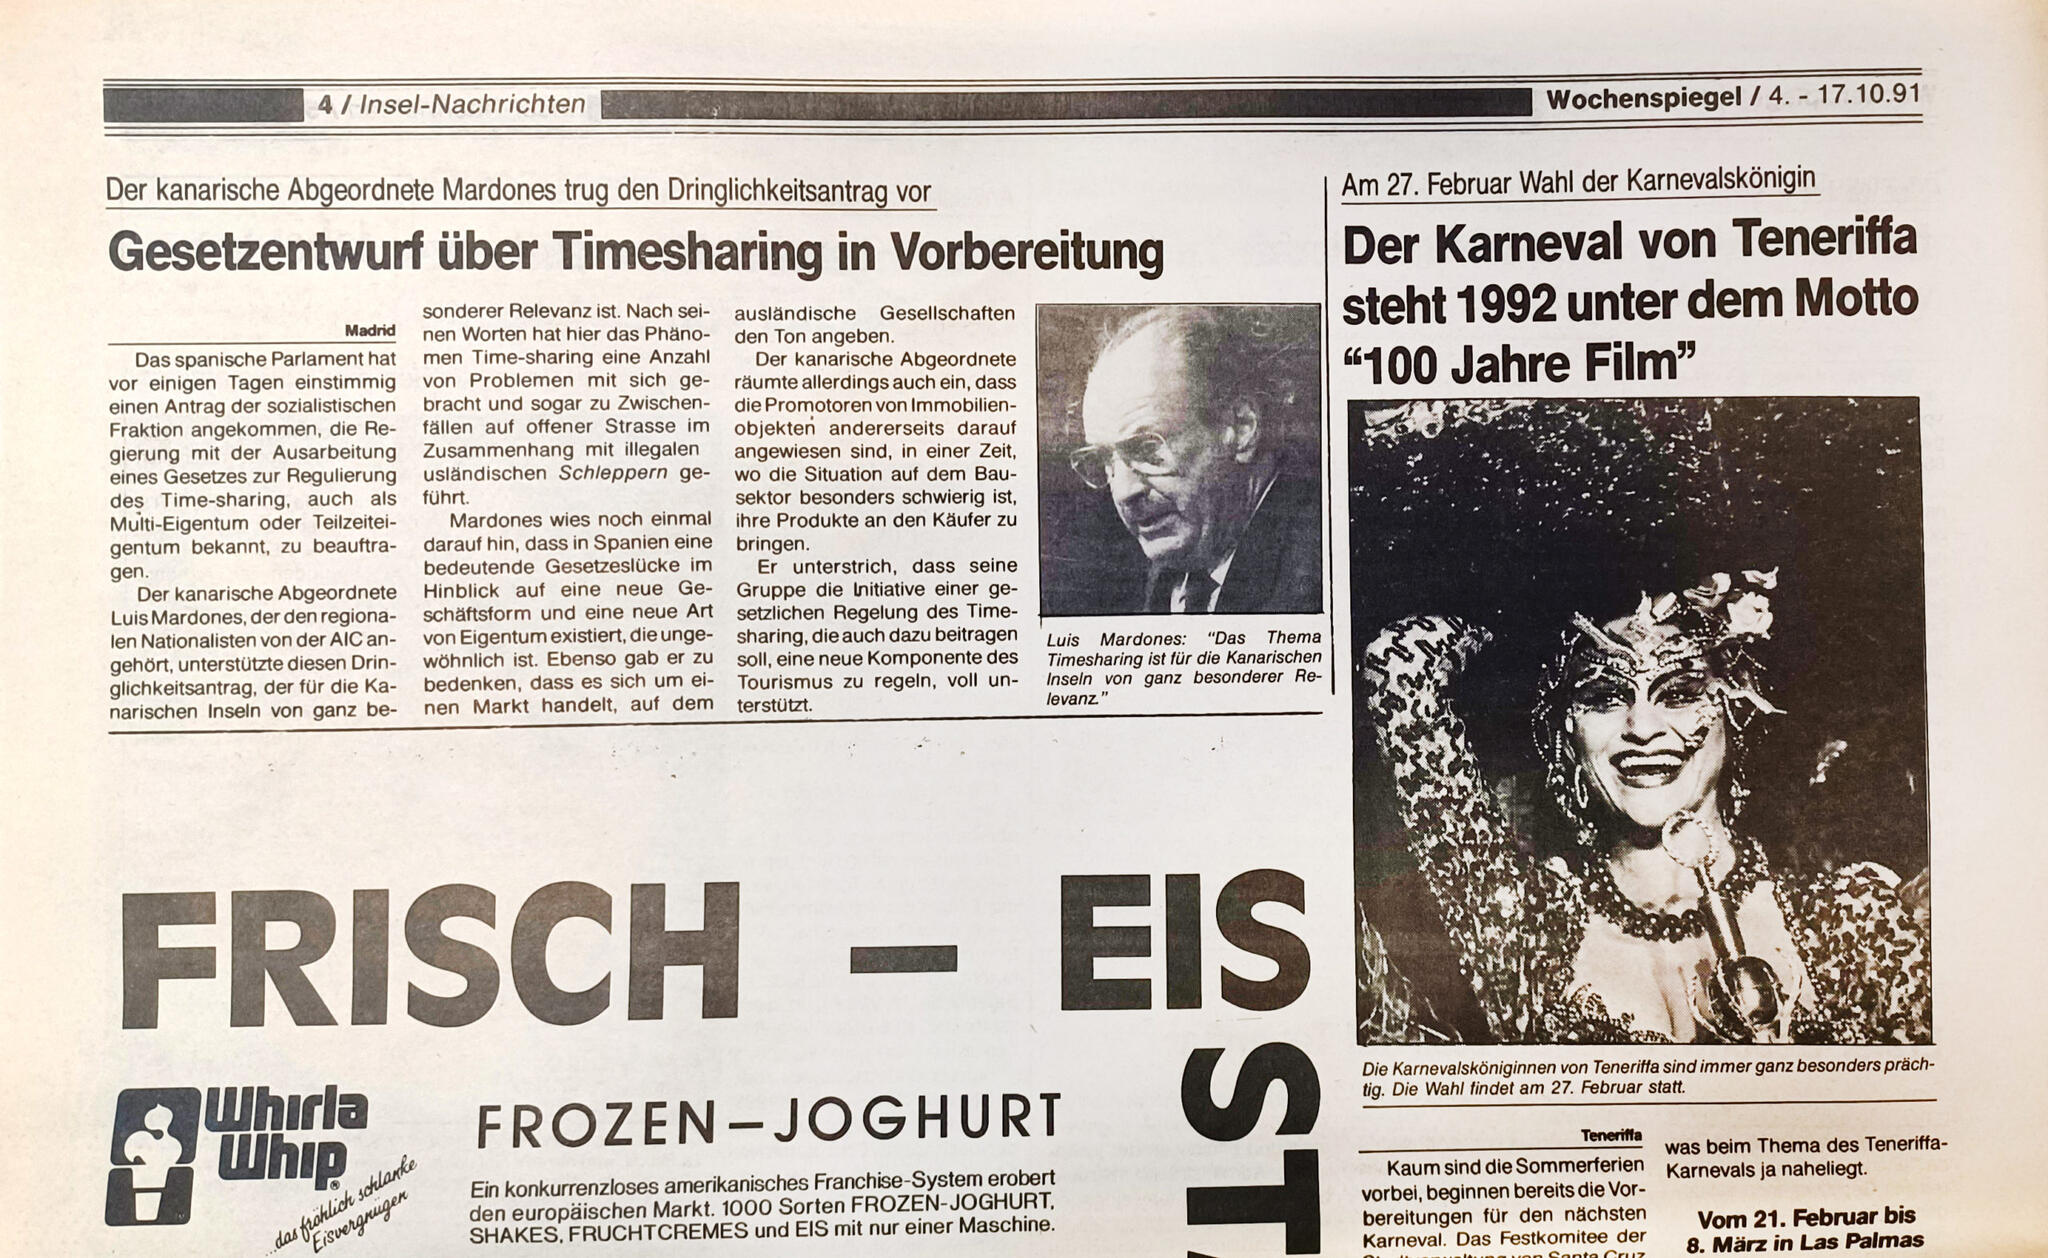 4 / Insel-Nachrichten
Wochenspiegel / 4. - 17.10.91
Der kanarische Abgeordnete Mardones trug den Dringlichkeitsantrag vor
Gesetzentwurf über Timesharing in Vorbereitung
Madrid
Das spanische Parlament hat
vor einigen Tagen einstimmig
einen Antrag der sozialistischen
Fraktion angekommen, die Re-
gierung mit der Ausarbeitung
eines Gesetzes zur Regulierung
des Time-sharing, auch als
Multi-Eigentum oder Teilzeitei-
gentum bekannt, zu beauftra-
gen.
Der kanarische Abgeordnete
Luis Mardones, der den regiona-
len Nationalisten von der AIC an-
gehört, unterstützte diesen Drin-
glichkeitsantrag, der für die Ka-
narischen Inseln von ganz be-
sonderer Relevanz ist. Nach sei-
nen Worten hat hier das Phäno-
men Time-sharing eine Anzahl
von Problemen mit sich ge-
bracht und sogar zu Zwischen-
fällen auf offener Strasse im
Zusammenhang mit illegalen
usländischen Schleppern ge-
führt.
Mardones wies noch einmal
darauf hin, dass in Spanien eine
bedeutende Gesetzeslücke im
Hinblick auf eine neue Ge-
schäftsform und eine neue Art
von Eigentum existiert, die unge-
wöhnlich ist. Ebenso gab er zu
bedenken, dass es sich um ei-
nen Markt handelt, auf dem
ausländische Gesellschaften
den Ton angeben.
Der kanarische Abgeordnete
räumte allerdings auch ein, dass
die Promotoren von Immobilien-
objekten andererseits darauf
angewiesen sind, in einer Zeit,
wo die Situation auf dem Bau-
sektor besonders schwierig ist,
ihre Produkte an den Käufer zu
bringen.
Er unterstrich, dass seine
Gruppe die Initiative einer ge-
setzlichen Regelung des Time-
sharing, die auch dazu beitragen
soll, eine neue Komponente des
Tourismus zu regeln, voll un-
terstützt.
Luis Mardones: "Das Thema
Timesharing ist für die Kanarischen
Inseln von ganz besonderer Re-
levanz."
Am 27. Februar Wahl der Karnevalskönigin
Der Karneval von Teneriffa
steht 1992 unter dem Motto
“100 Jahre Film”
Die Karnevalsköniginnen von Teneriffa sind immer ganz besonders präch-
tig. Die Wahl findet am 27. Februar statt.
Teneriffa
Kaum sind die Sommerferien
vorbei, beginnen bereits die Vor-
bereitungen für den nächsten
Karneval. Das Festkomitee der
Stadtverwaltung von Santa Cruz
was beim Thema des Teneriffa-
Karnevals ja naheliegt.
Vom 21. Februar bis
8. März in Las Palmas
FRISCH — EIS
ST
Whirla
Whip®
...das fröhlich schlanke
Eisvergnügen
FROZEN—JOGHURT
Ein konkurrenzloses amerikanisches Franchise-System erobert
den europäischen Markt. 1000 Sorten FROZEN-JOGHURT,
SHAKES, FRUCHTCREMES und EIS mit nur einer Maschine.